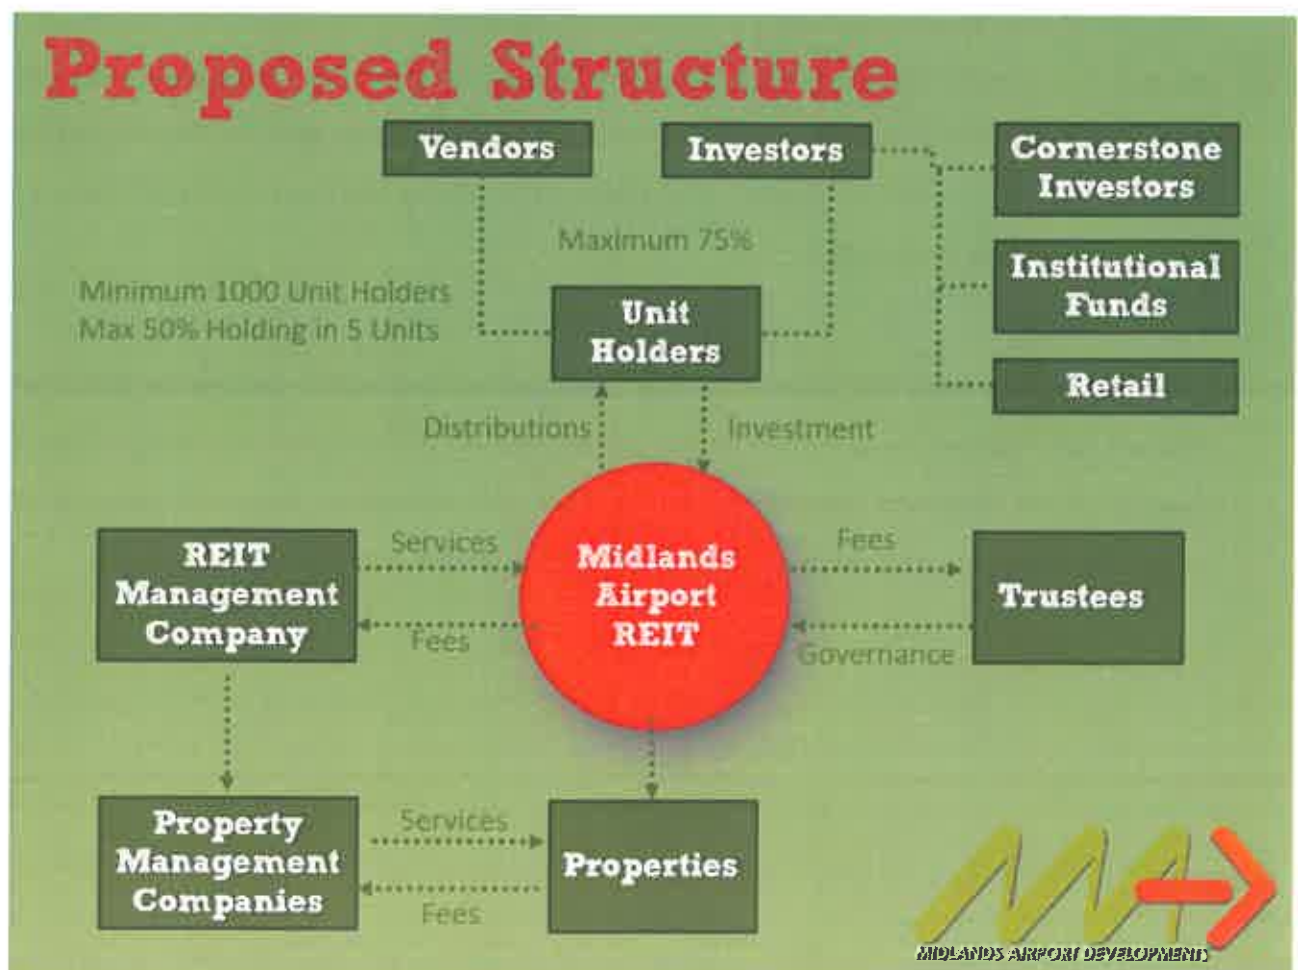 Proposed Structure
Vendors
Investors
Cornerstone
Investors
Maximum 75%
Institutional
Funds
Minimum 1000 Unit Holders
Max 50% Holding in 5 Units
Unit
Holders
Retail
Distributions
Investment
REIT
Management
Company
Services
Fees
Midlands
Airport
REIT
Fees
Governance
Trustees
Property
Management
Companies
Services
Fees
Properties
MIDLANDS AIRPORT DEVELOPMENTS